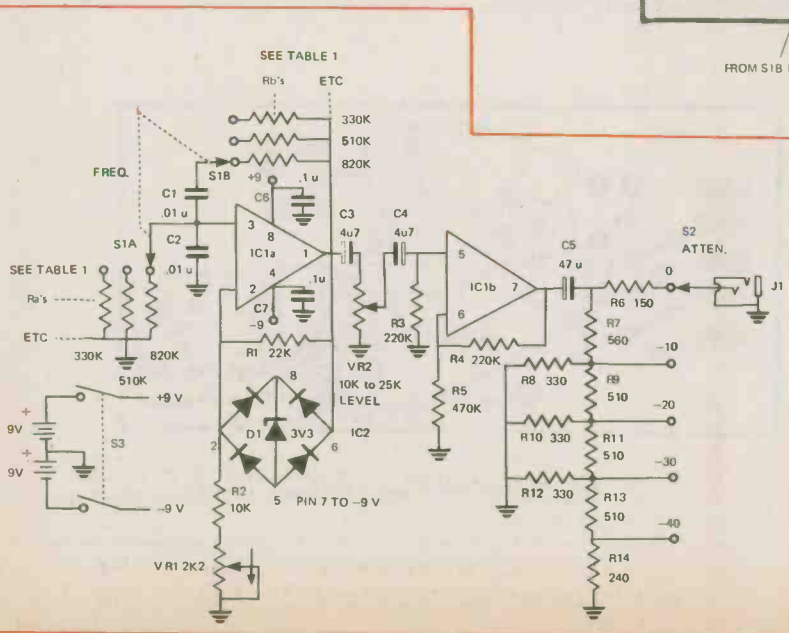 FROM S1B
SEE TABLE 1
Rb's
ETC
330K
510K
820K
FREQ.
S1B
+9
.1 u
C6
C1
.01 u
C2
.01 u
S1A
3
8
IC1a
1
4
2
.1u
C7
-9
C3
4u7
C4
4u7
5
IC1b
7
6
C5
47 u
S2
ATTEN.
0
R6 150
J1
SEE TABLE 1
Ra's
ETC
330K
820K
510K
R1 22K
VR2
10K to 25K
LEVEL
R3
220K
R4 220K
R5
470K
R7
560
-10
R8 330
R9
510
-20
R10 330
R11
510
-30
R12 330
R13
510
-40
R14
240
+
+9 V
9V
S3
+
9V
-9 V
8
D1
3V3
IC2
2
6
5
PIN 7 TO -9 V
R2
10K
VR1 2K2